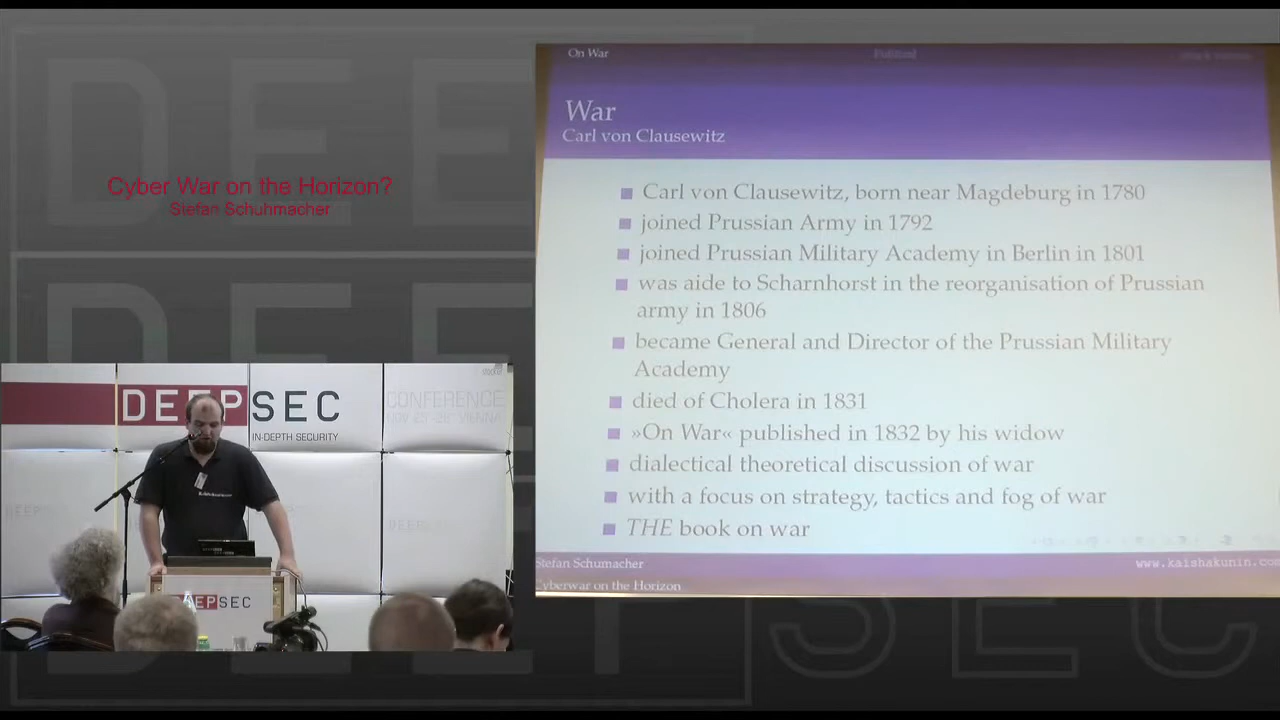 Cyber War on the Horizon?
Stefan Schuhmacher
On War
Political
War
Carl von Clausewitz
Carl von Clausewitz, born near Magdeburg in 1780
joined Prussian Army in 1792
joined Prussian Military Academy in Berlin in 1801
was aide to Scharnhorst in the reorganisation of Prussian
army in 1806
became General and Director of the Prussian Military
Academy
died of Cholera in 1831
»On War« published in 1832 by his widow
dialectical theoretical discussion of war
with a focus on strategy, tactics and fog of war
THE book on war
Stefan Schumacher
www.kaishakunin.com
Cyberwar on the Horizon
DEEPSEC
IN-DEPTH SECURITY
CONFERENCE
DEEPSEC